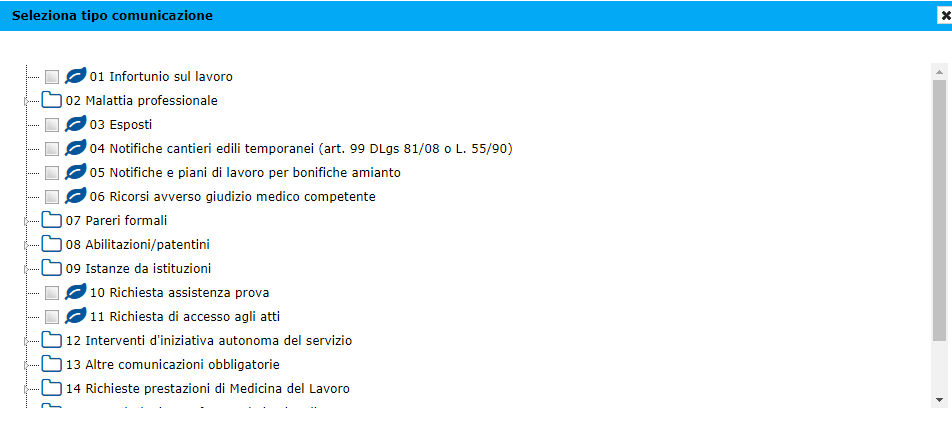 Seleziona tipo comunicazione
01 Infortunio sul lavoro
02 Malattia professionale
03 Esposti
04 Notifiche cantieri edili temporanei (art. 99 DLgs 81/08 o L. 55/90)
05 Notifiche e piani di lavoro per bonifiche amianto
06 Ricorsi avverso giudizio medico competente
07 Pareri formali
08 Abilitazioni/patentini
09 Istanze da istituzioni
10 Richiesta assistenza prova
11 Richiesta di accesso agli atti
12 Interventi d'iniziativa autonoma del servizio
13 Altre comunicazioni obbligatorie
14 Richieste prestazioni di Medicina del Lavoro